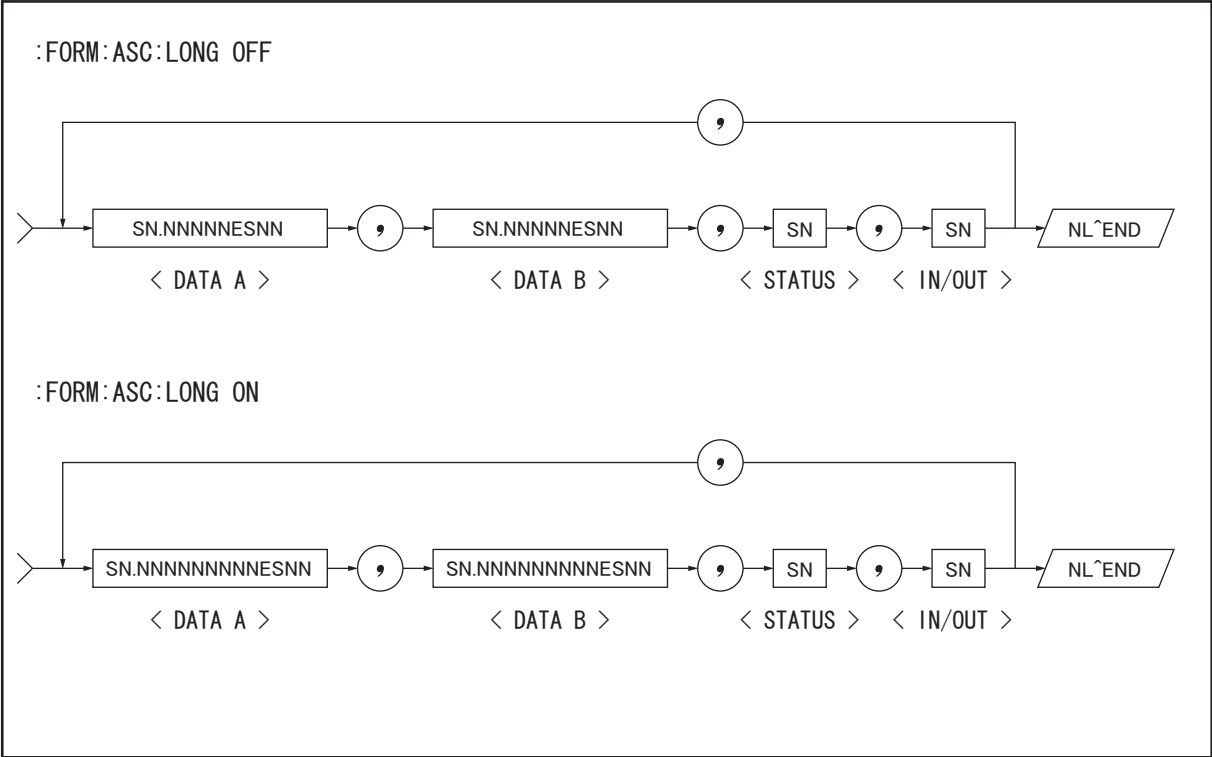 :FORM:ASC:LONG OFF
,
SN.NNNNNESNN , SN.NNNNNESNN , SN , SN NL^END
< DATA A > < DATA B > < STATUS > < IN/OUT >
:FORM:ASC:LONG ON
,
SN.NNNNNNNNNESNN , SN.NNNNNNNNNESNN , SN , SN NL^END
< DATA A > < DATA B > < STATUS > < IN/OUT >